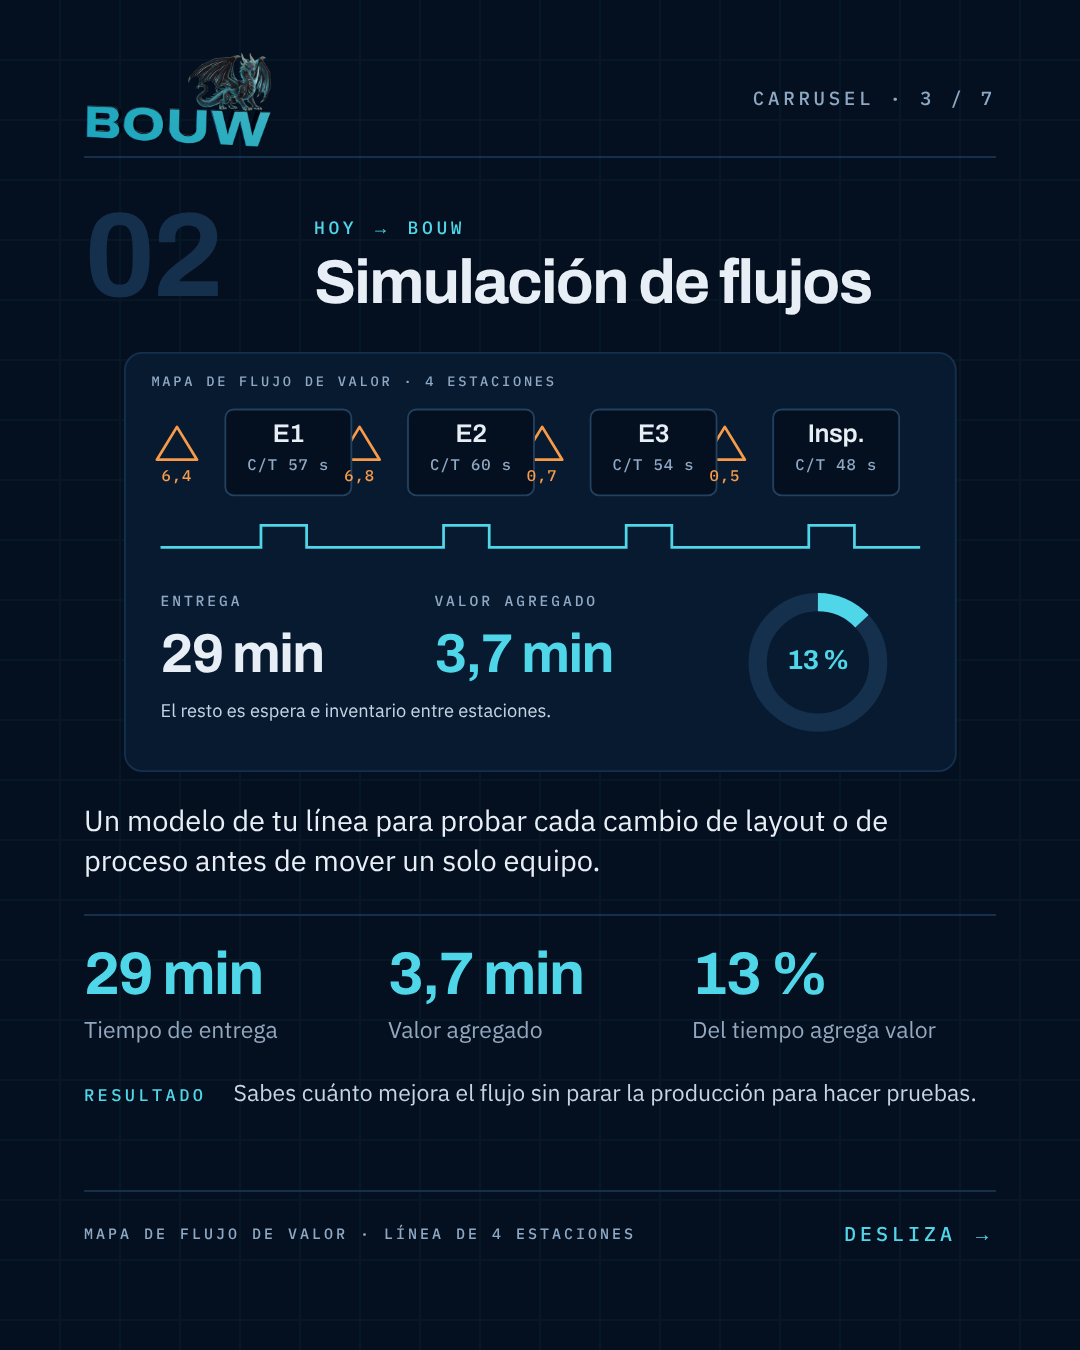 BOUW
CARRUSEL · 3 / 7
02
HOY → BOUW
Simulación de flujos
MAPA DE FLUJO DE VALOR · 4 ESTACIONES
E1 E2 E3 Insp.
C/T 57 s C/T 60 s C/T 54 s C/T 48 s
6,4 6,8 0,7 0,5
ENTREGA VALOR AGREGADO
29 min 3,7 min 13 %
El resto es espera e inventario entre estaciones.
Un modelo de tu línea para probar cada cambio de layout o de
proceso antes de mover un solo equipo.
29 min 3,7 min 13 %
Tiempo de entrega Valor agregado Del tiempo agrega valor
RESULTADO Sabes cuánto mejora el flujo sin parar la producción para hacer pruebas.
MAPA DE FLUJO DE VALOR · LÍNEA DE 4 ESTACIONES
DESLIZA →